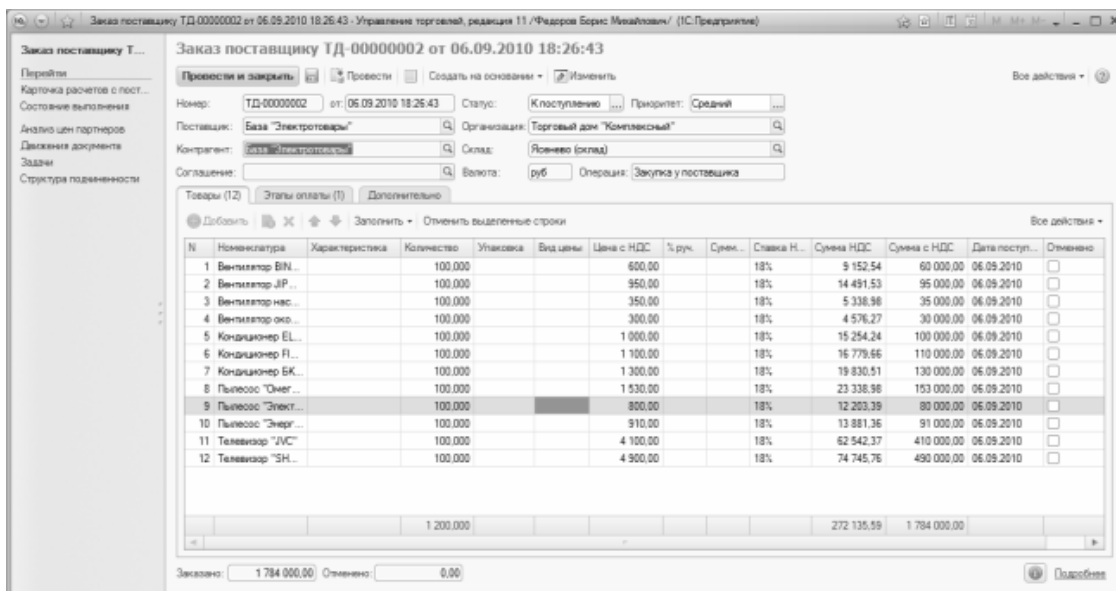 Заказ поставщику ТД-00000002 от 06.09.2010 18:26:43 - Управление торговлей, редакция 11 /Федоров Борис Михайлович/ (1С:Предприятие)
M M+ M-
Заказ поставщику Т...
Перейти
Карточка расчетов с пост...
Состояние выполнения
Анализ цен партнеров
Движения документа
Задачи
Структура подчиненности
Заказ поставщику ТД-00000002 от 06.09.2010 18:26:43
Провести и закрыть Провести Создать на основании Изменить Все действия
Номер: ТД-00000002 от: 06.09.2010 18:26:43 Статус: К поступлению ... Приоритет: Средний ...
Поставщик: База "Электротовары" Организация: Торговый дом "Комплексный"
Контрагент: База "Электротовары" Склад: Ясенево (склад)
Соглашение: Валюта: руб Операция: Закупка у поставщика
Товары (12) Этапы оплаты (1) Дополнительно
Добавить Заполнить Отменить выделенные строки Все действия
N Номенклатура Характеристика Количество Упаковка Вид цены Цена с НДС % руч. Сумм... Ставка Н... Сумма НДС Сумма с НДС Дата поступ... Отменено
1 Вентилятор BIN... 100,000 600,00 18% 9 152,54 60 000,00 06.09.2010
2 Вентилятор JIP... 100,000 950,00 18% 14 491,53 95 000,00 06.09.2010
3 Вентилятор нас... 100,000 350,00 18% 5 338,98 35 000,00 06.09.2010
4 Вентилятор око... 100,000 300,00 18% 4 576,27 30 000,00 06.09.2010
5 Кондиционер EL... 100,000 1 000,00 18% 15 254,24 100 000,00 06.09.2010
6 Кондиционер FI... 100,000 1 100,00 18% 16 779,66 110 000,00 06.09.2010
7 Кондиционер БК... 100,000 1 300,00 18% 19 830,51 130 000,00 06.09.2010
8 Пылесос "Омег... 100,000 1 530,00 18% 23 338,98 153 000,00 06.09.2010
9 Пылесос "Элект... 100,000 800,00 18% 12 203,39 80 000,00 06.09.2010
10 Пылесос "Энерг... 100,000 910,00 18% 13 881,36 91 000,00 06.09.2010
11 Телевизор "JVC" 100,000 4 100,00 18% 62 542,37 410 000,00 06.09.2010
12 Телевизор "SH... 100,000 4 900,00 18% 74 745,76 490 000,00 06.09.2010
1 200,000 272 135,59 1 784 000,00
Заказано: 1 784 000,00 Отменено: 0,00 Подробнее